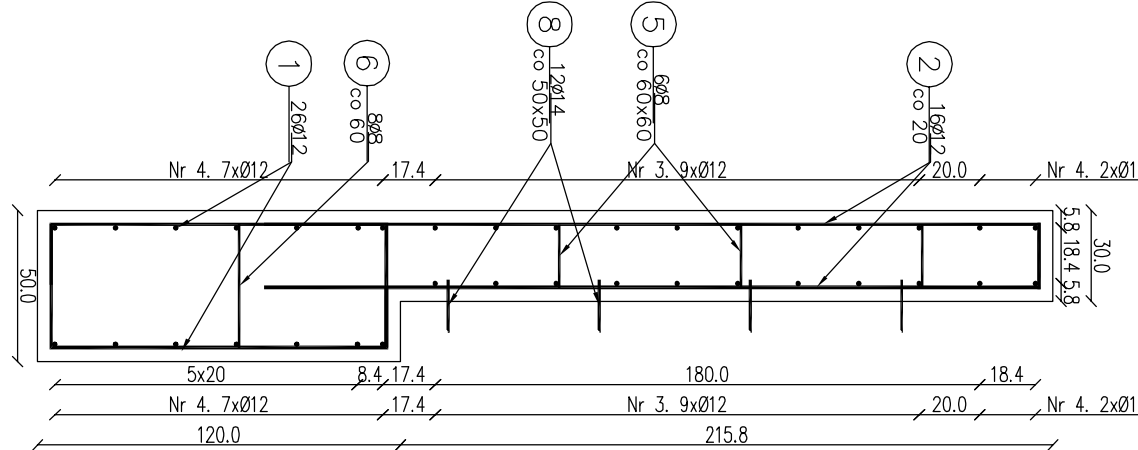 1
26ø12
6
8ø8
co 60
8
12ø14
co 50x50
5
6ø8
co 60x60
2
16ø12
co 20
Nr 4. 7xØ12
17.4
Nr 3. 9xØ12
20.0
Nr 4. 2xØ1
50.0
5.8
18.4
5.8
30.0
5x20
8.4
17.4
180.0
18.4
Nr 4. 7xØ12
17.4
Nr 3. 9xØ12
20.0
Nr 4. 2xØ1
120.0
215.8